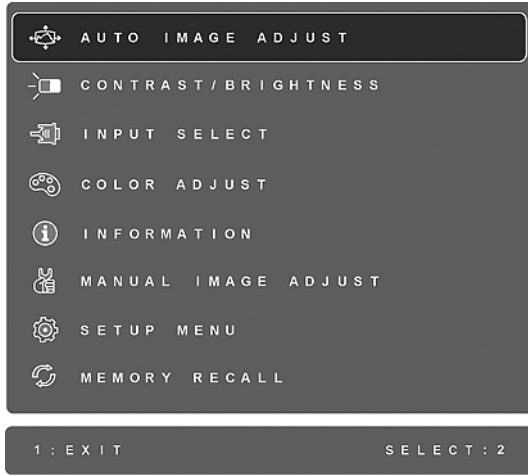 AUTO IMAGE ADJUST
CONTRAST/BRIGHTNESS
INPUT SELECT
COLOR ADJUST
INFORMATION
MANUAL IMAGE ADJUST
SETUP MENU
MEMORY RECALL
1:EXIT SELECT:2